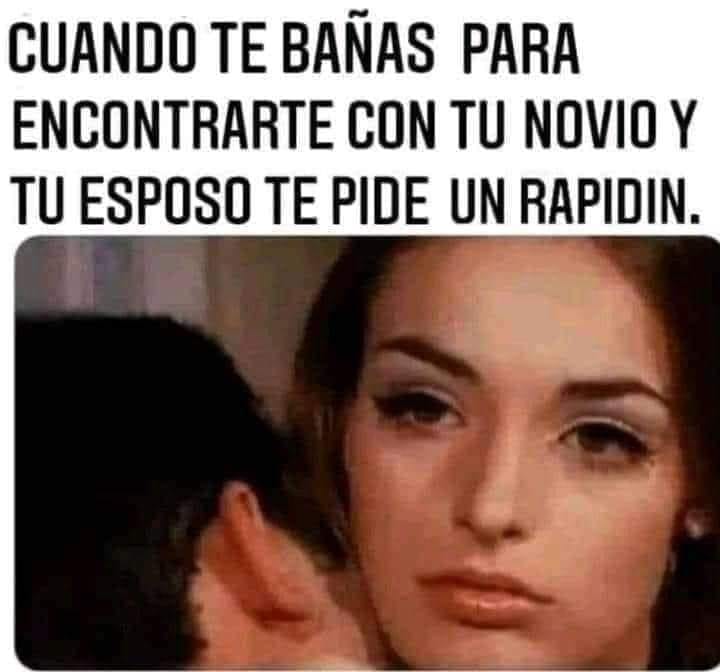 CUANDO TE BAÑAS PARA
ENCONTRARTE CON TU NOVIO Y
TU ESPOSO TE PIDE UN RAPIDIN.